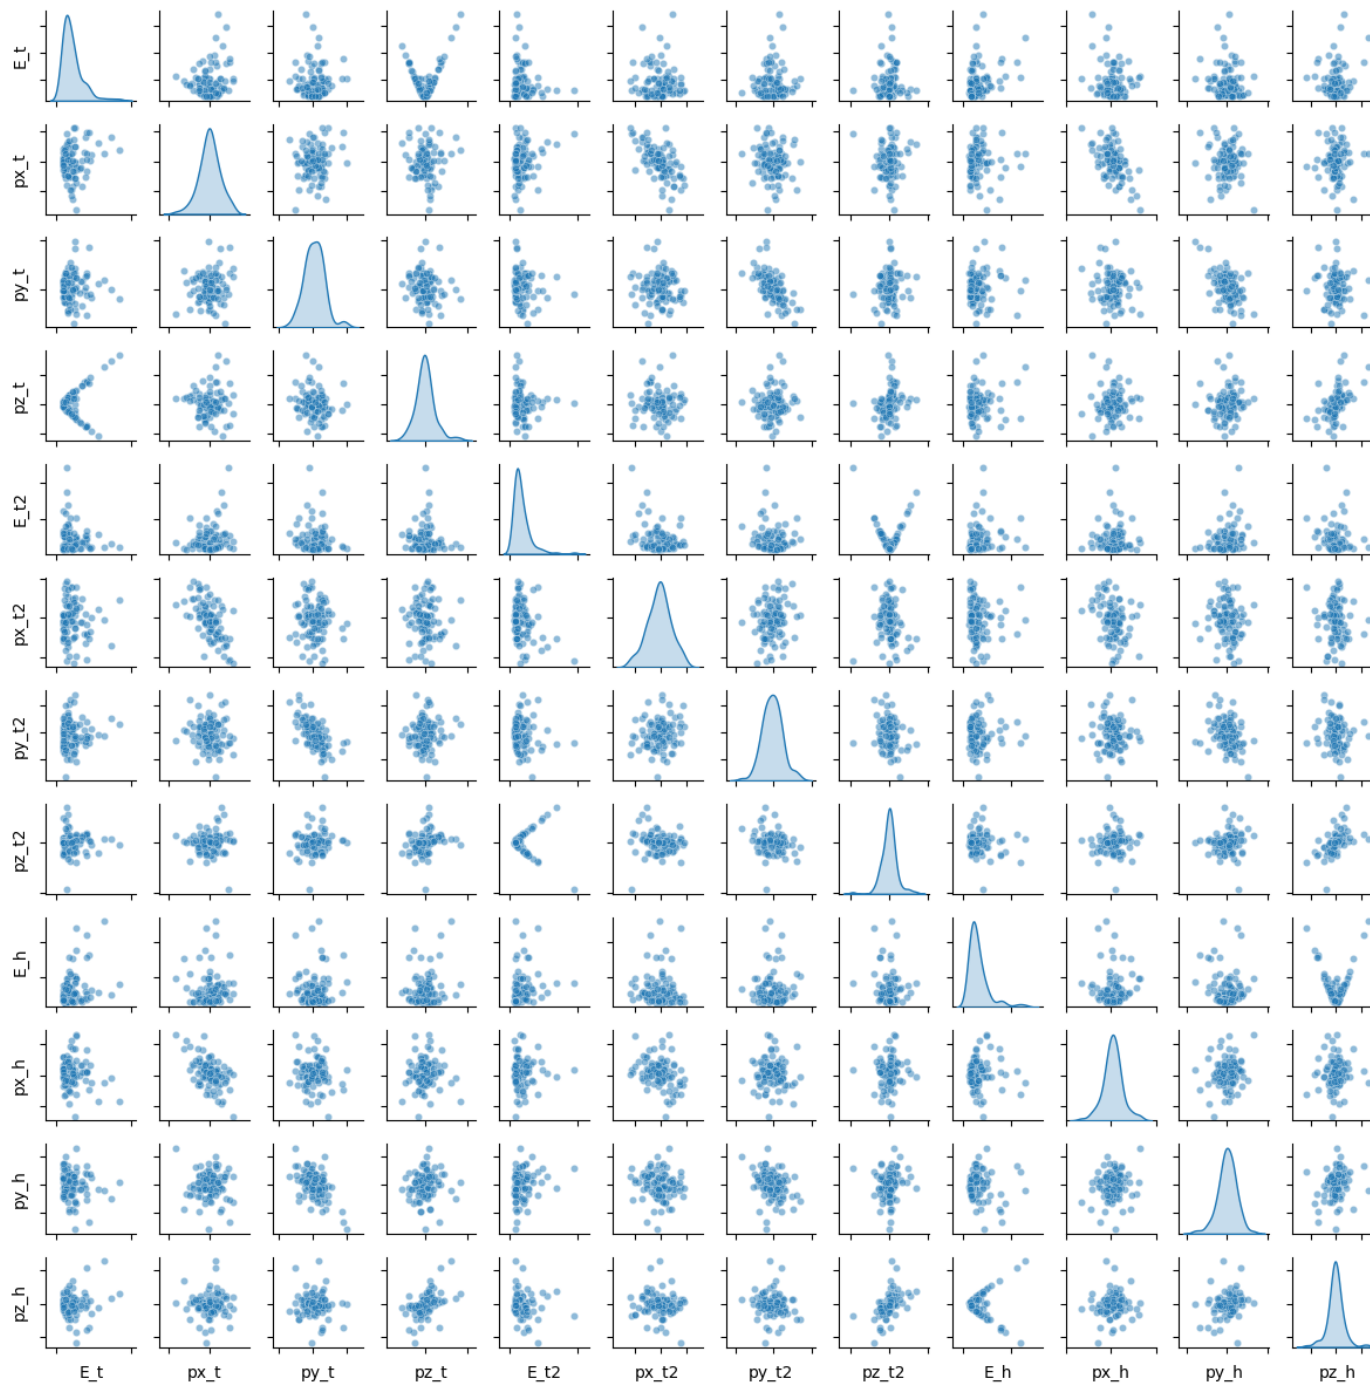 E_t
px_t
py_t
pz_t
E_t2
px_t2
py_t2
pz_t2
E_h
px_h
py_h
pz_h
E_t px_t py_t pz_t E_t2 px_t2 py_t2 pz_t2 E_h px_h py_h pz_h